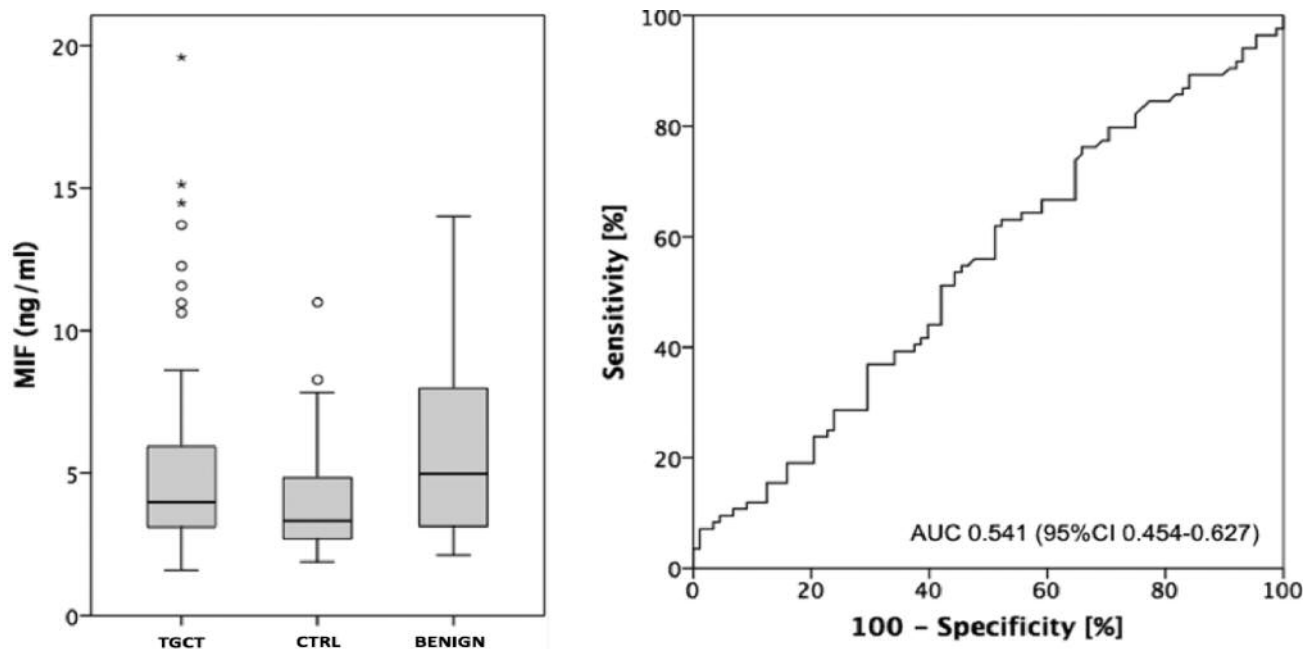 MIF (ng/ml)
20
15
10
5
0
TGCT CTRL BENIGN
Sensitivity [%]
100
80
60
40
20
0
AUC 0.541 (95%CI 0.454-0.627)
0 20 40 60 80 100
100 - Specificity [%]